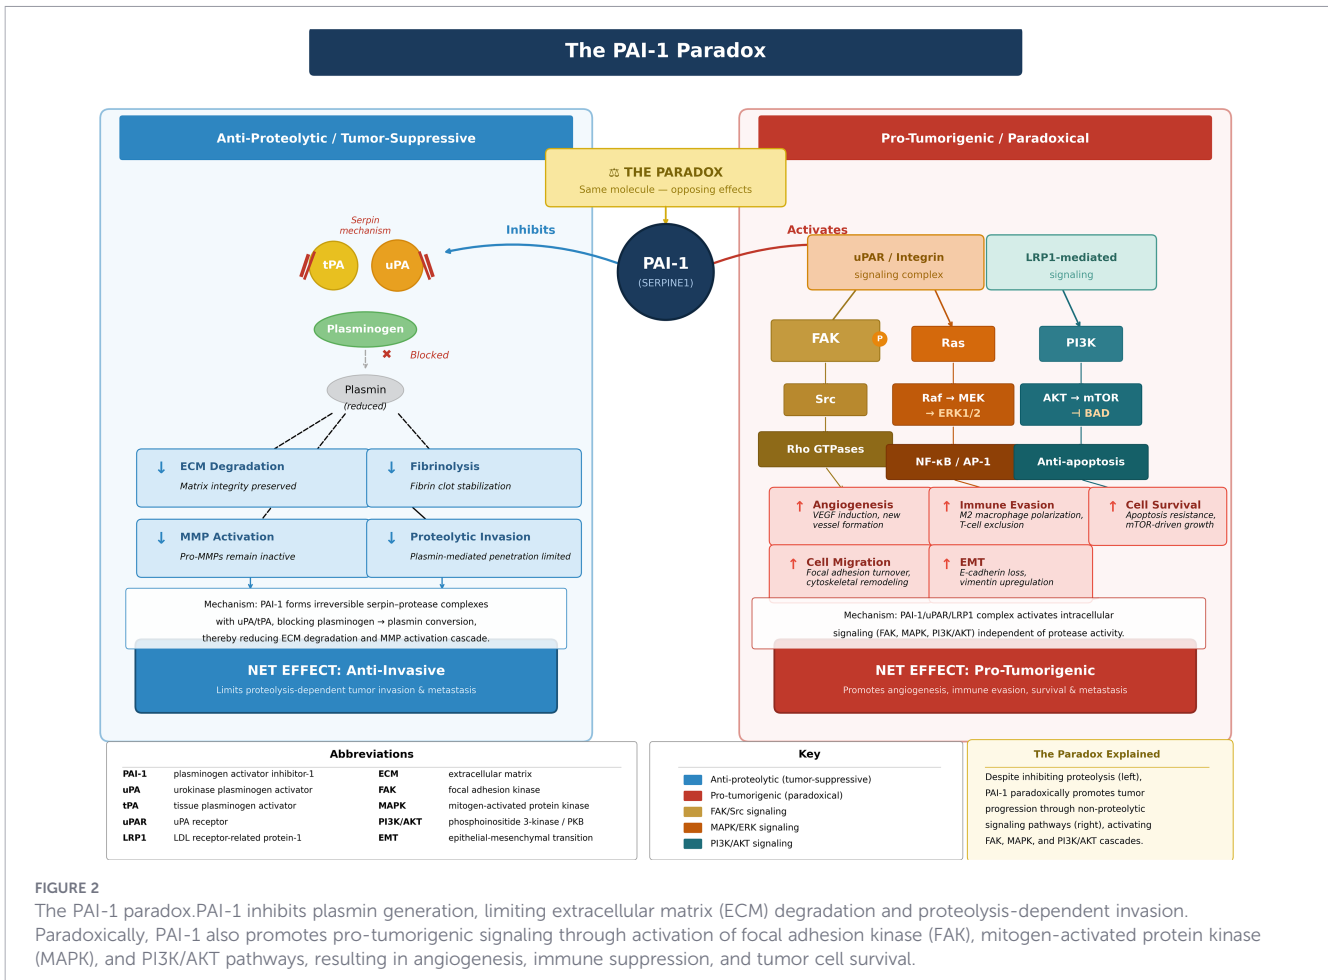 The PAI-1 Paradox
Anti-Proteolytic / Tumor-Suppressive
Pro-Tumorigenic / Paradoxical
⚖ THE PARADOX
Same molecule — opposing effects
Serpin
mechanism
tPA
uPA
Inhibits
PAI-1
(SERPINE1)
Activates
uPAR / Integrin
signaling complex
LRP1-mediated
signaling
Plasminogen
✖ Blocked
Plasmin
(reduced)
↓ ECM Degradation
Matrix integrity preserved
↓ Fibrinolysis
Fibrin clot stabilization
↓ MMP Activation
Pro-MMPs remain inactive
↓ Proteolytic Invasion
Plasmin-mediated penetration limited
Mechanism: PAI-1 forms irreversible serpin–protease complexes
with uPA/tPA, blocking plasminogen → plasmin conversion,
thereby reducing ECM degradation and MMP activation cascade.
NET EFFECT: Anti-Invasive
Limits proteolysis-dependent tumor invasion & metastasis
FAK
P
Ras
PI3K
Src
Raf → MEK
→ ERK1/2
AKT → mTOR
⊣ BAD
Rho GTPases
NF-κB / AP-1
Anti-apoptosis
↑ Angiogenesis
VEGF induction, new
vessel formation
↑ Immune Evasion
M2 macrophage polarization,
T-cell exclusion
↑ Cell Survival
Apoptosis resistance,
mTOR-driven growth
↑ Cell Migration
Focal adhesion turnover,
cytoskeletal remodeling
↑ EMT
E-cadherin loss,
vimentin upregulation
Mechanism: PAI-1/uPAR/LRP1 complex activates intracellular
signaling (FAK, MAPK, PI3K/AKT) independent of protease activity.
NET EFFECT: Pro-Tumorigenic
Promotes angiogenesis, immune evasion, survival & metastasis
Abbreviations
PAI-1 plasminogen activator inhibitor-1 ECM extracellular matrix
uPA urokinase plasminogen activator FAK focal adhesion kinase
tPA tissue plasminogen activator MAPK mitogen-activated protein kinase
uPAR uPA receptor PI3K/AKT phosphoinositide 3-kinase / PKB
LRP1 LDL receptor-related protein-1 EMT epithelial-mesenchymal transition
Key
Anti-proteolytic (tumor-suppressive)
Pro-tumorigenic (paradoxical)
FAK/Src signaling
MAPK/ERK signaling
PI3K/AKT signaling
The Paradox Explained
Despite inhibiting proteolysis (left),
PAI-1 paradoxically promotes tumor
progression through non-proteolytic
signaling pathways (right), activating
FAK, MAPK, and PI3K/AKT cascades.
FIGURE 2
The PAI-1 paradox.PAI-1 inhibits plasmin generation, limiting extracellular matrix (ECM) degradation and proteolysis-dependent invasion.
Paradoxically, PAI-1 also promotes pro-tumorigenic signaling through activation of focal adhesion kinase (FAK), mitogen-activated protein kinase
(MAPK), and PI3K/AKT pathways, resulting in angiogenesis, immune suppression, and tumor cell survival.